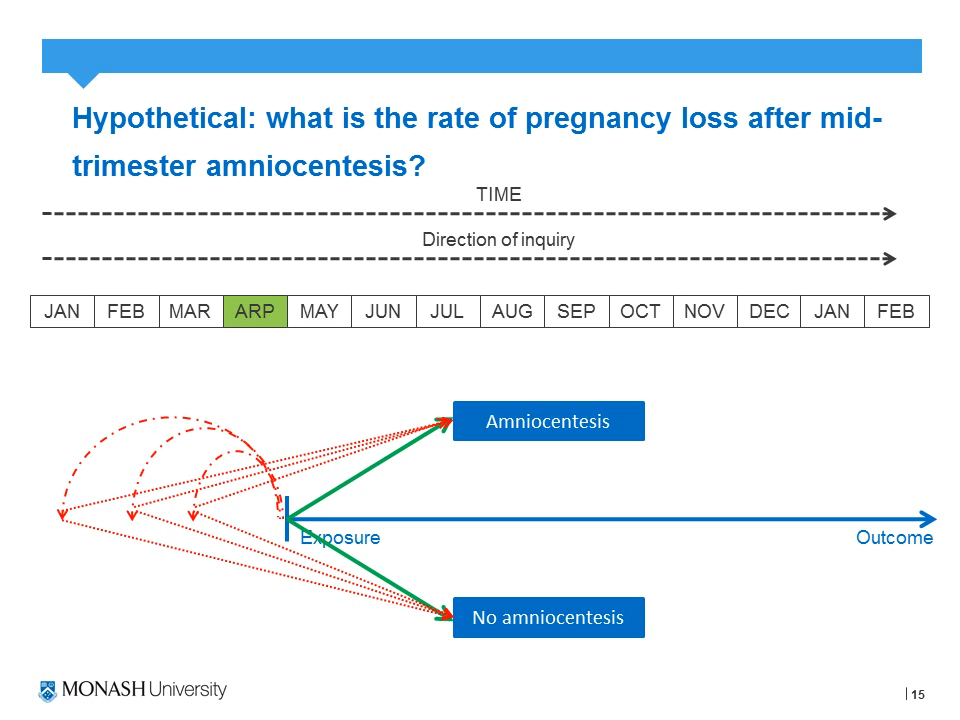 Hypothetical: what is the rate of pregnancy loss after mid-
trimester amniocentesis?
TIME
Direction of inquiry
JAN FEB MAR ARP MAY JUN JUL AUG SEP OCT NOV DEC JAN FEB
Amniocentesis
Exposure Outcome
No amniocentesis
MONASH University
15